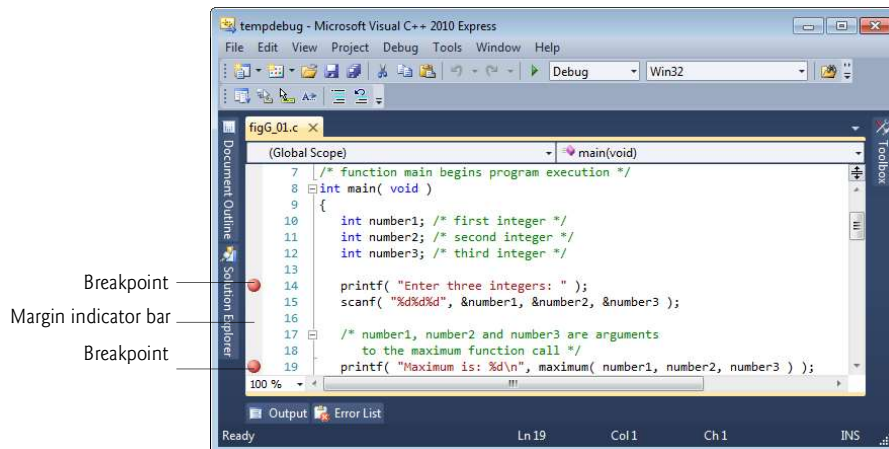 tempdebug - Microsoft Visual C++ 2010 Express
File Edit View Project Debug Tools Window Help
Debug Win32
figG_01.c
(Global Scope) main(void)
7 /* function main begins program execution */
8 int main( void )
9 {
10 int number1; /* first integer */
11 int number2; /* second integer */
12 int number3; /* third integer */
13
14 printf( "Enter three integers: " );
15 scanf( "%d%d%d", &number1, &number2, &number3 );
16
17 /* number1, number2 and number3 are arguments
18 to the maximum function call */
19 printf( "Maximum is: %d\n", maximum( number1, number2, number3 ) );
100 %
Document Outline
Solution Explorer
Toolbox
Breakpoint
Margin indicator bar
Breakpoint
Output Error List
Ready Ln 19 Col 1 Ch 1 INS